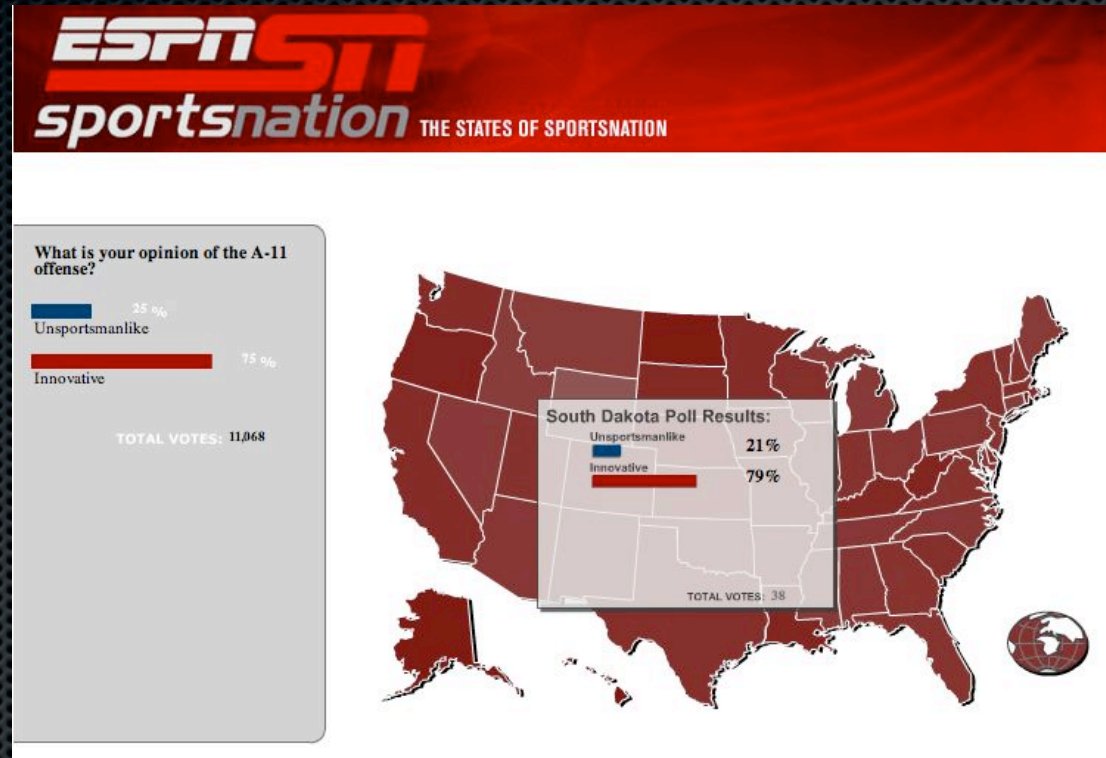 ESPN SN
sportsnation THE STATES OF SPORTSNATION
What is your opinion of the A-11
offense?
25 %
Unsportsmanlike
75 %
Innovative
TOTAL VOTES: 11,068
South Dakota Poll Results:
Unsportsmanlike
21%
Innovative
79%
TOTAL VOTES: 38